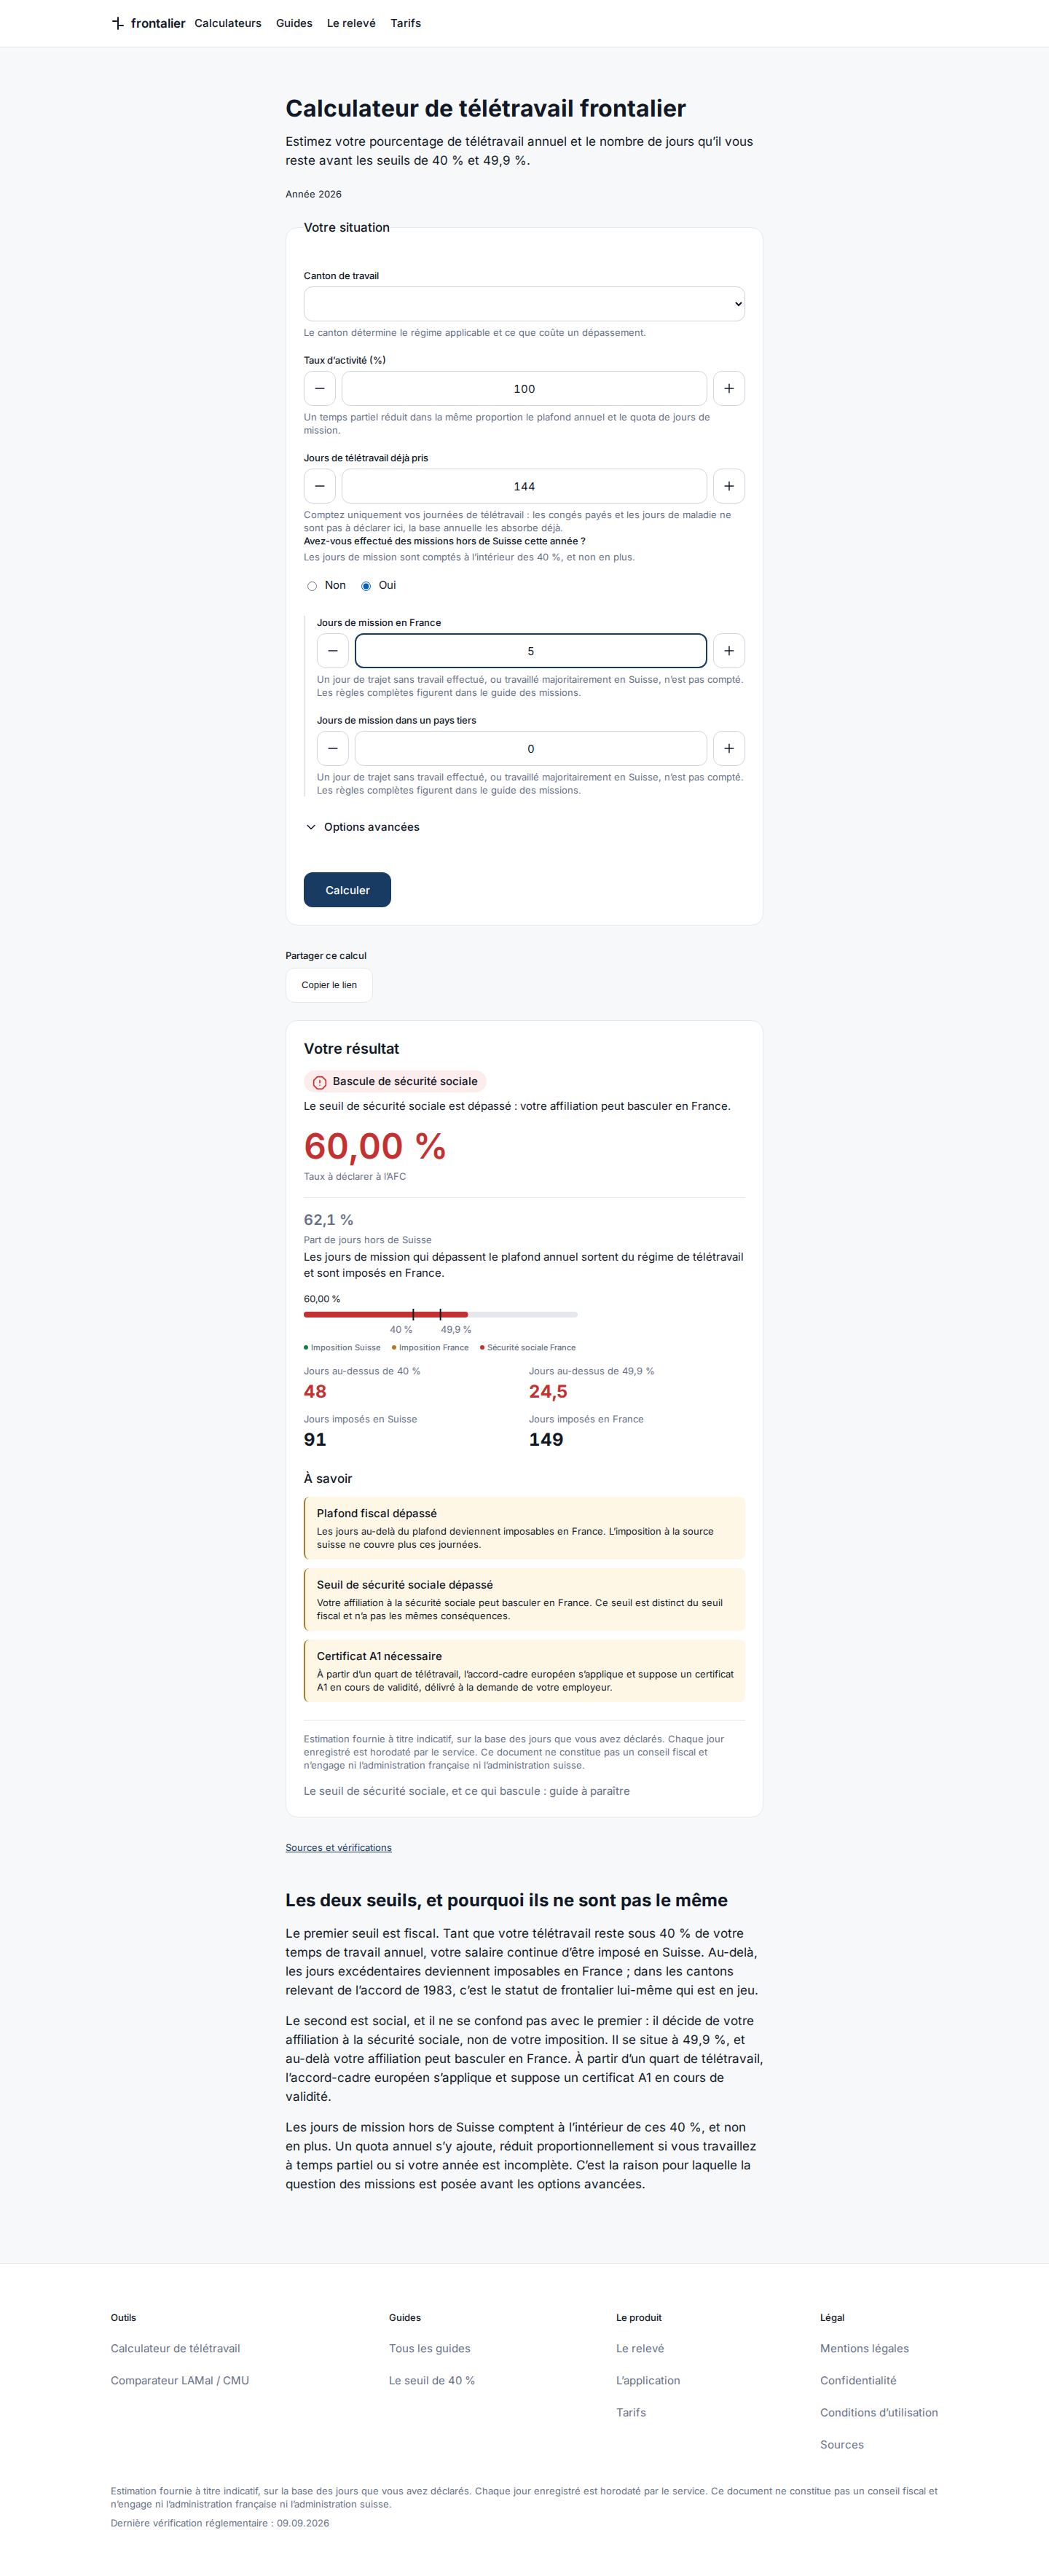 frontalier Calculateurs Guides Le relevé Tarifs
Calculateur de télétravail frontalier
Estimez votre pourcentage de télétravail annuel et le nombre de jours qu’il vous
reste avant les seuils de 40 % et 49,9 %.
Année 2026
Votre situation
Canton de travail
Le canton détermine le régime applicable et ce que coûte un dépassement.
Taux d’activité (%)
− 100 +
Un temps partiel réduit dans la même proportion le plafond annuel et le quota de jours de
mission.
Jours de télétravail déjà pris
− 144 +
Comptez uniquement vos journées de télétravail : les congés payés et les jours de maladie ne
sont pas à déclarer ici, la base annuelle les absorbe déjà.
Avez-vous effectué des missions hors de Suisse cette année ?
Les jours de mission sont comptés à l’intérieur des 40 %, et non en plus.
Non Oui
Jours de mission en France
− 5 +
Un jour de trajet sans travail effectué, ou travaillé majoritairement en Suisse, n’est pas compté.
Les règles complètes figurent dans le guide des missions.
Jours de mission dans un pays tiers
− 0 +
Un jour de trajet sans travail effectué, ou travaillé majoritairement en Suisse, n’est pas compté.
Les règles complètes figurent dans le guide des missions.
Options avancées
Calculer
Partager ce calcul
Copier le lien
Votre résultat
Bascule de sécurité sociale
Le seuil de sécurité sociale est dépassé : votre affiliation peut basculer en France.
60,00 %
Taux à déclarer à l’AFC
62,1 %
Part de jours hors de Suisse
Les jours de mission qui dépassent le plafond annuel sortent du régime de télétravail
et sont imposés en France.
60,00 %
40 % 49,9 %
Imposition Suisse Imposition France Sécurité sociale France
Jours au-dessus de 40 % Jours au-dessus de 49,9 %
48 24,5
Jours imposés en Suisse Jours imposés en France
91 149
À savoir
Plafond fiscal dépassé
Les jours au-delà du plafond deviennent imposables en France. L’imposition à la source
suisse ne couvre plus ces journées.
Seuil de sécurité sociale dépassé
Votre affiliation à la sécurité sociale peut basculer en France. Ce seuil est distinct du seuil
fiscal et n’a pas les mêmes conséquences.
Certificat A1 nécessaire
À partir d’un quart de télétravail, l’accord-cadre européen s’applique et suppose un certificat
A1 en cours de validité, délivré à la demande de votre employeur.
Estimation fournie à titre indicatif, sur la base des jours que vous avez déclarés. Chaque jour
enregistré est horodaté par le service. Ce document ne constitue pas un conseil fiscal et
n’engage ni l’administration française ni l’administration suisse.
Le seuil de sécurité sociale, et ce qui bascule : guide à paraître
Sources et vérifications
Les deux seuils, et pourquoi ils ne sont pas le même
Le premier seuil est fiscal. Tant que votre télétravail reste sous 40 % de votre
temps de travail annuel, votre salaire continue d’être imposé en Suisse. Au-delà,
les jours excédentaires deviennent imposables en France ; dans les cantons
relevant de l’accord de 1983, c’est le statut de frontalier lui-même qui est en jeu.
Le second est social, et il ne se confond pas avec le premier : il décide de votre
affiliation à la sécurité sociale, non de votre imposition. Il se situe à 49,9 %, et
au-delà votre affiliation peut basculer en France. À partir d’un quart de télétravail,
l’accord-cadre européen s’applique et suppose un certificat A1 en cours de
validité.
Les jours de mission hors de Suisse comptent à l’intérieur de ces 40 %, et non
en plus. Un quota annuel s’y ajoute, réduit proportionnellement si vous travaillez
à temps partiel ou si votre année est incomplète. C’est la raison pour laquelle la
question des missions est posée avant les options avancées.
Outils Guides Le produit Légal
Calculateur de télétravail Tous les guides Le relevé Mentions légales
Comparateur LAMal / CMU Le seuil de 40 % L’application Confidentialité
Tarifs Conditions d’utilisation
Sources
Estimation fournie à titre indicatif, sur la base des jours que vous avez déclarés. Chaque jour enregistré est horodaté par le service. Ce document ne constitue pas un conseil fiscal et
n’engage ni l’administration française ni l’administration suisse.
Dernière vérification réglementaire : 09.09.2026